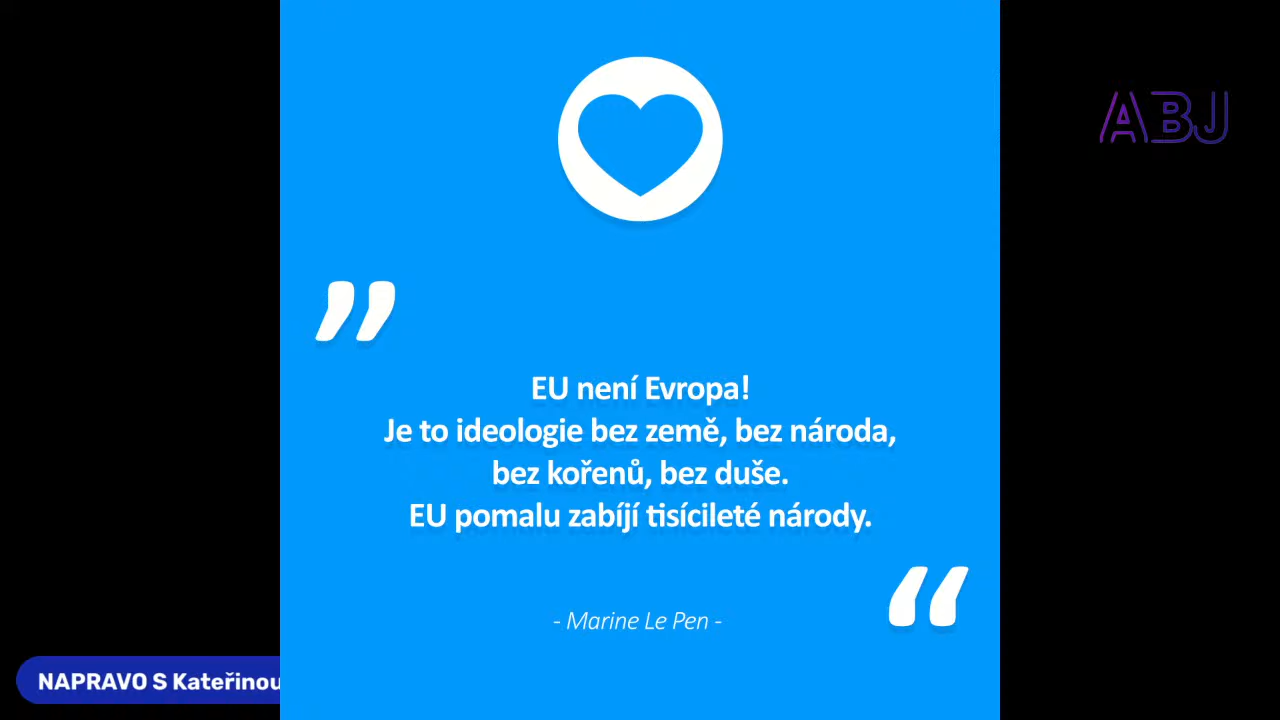 ABJ
”
EU není Evropa!
Je to ideologie bez země, bez národa,
bez kořenů, bez duše.
EU pomalu zabíjí tisícileté národy.
“
- Marine Le Pen -
NAPRAVO S Kateřinou